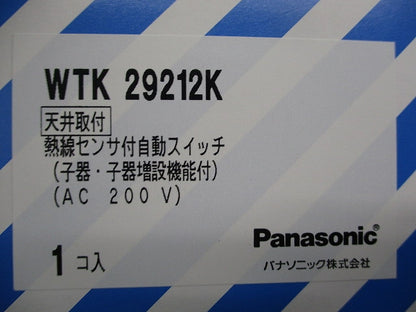 WTK 29212K
天井取付
熱線センサ付自動スイッチ
(子器・子器増設機能付)
(AC 200 V)
1 コ入
Panasonic
パナソニック株式会社